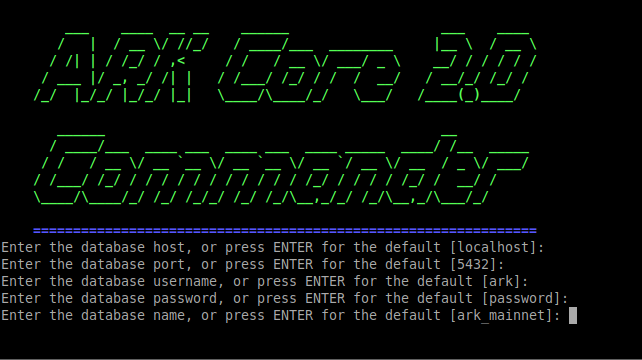 ARK Core 2.0
Commander
==============================================================
Enter the database host, or press ENTER for the default [localhost]:
Enter the database port, or press ENTER for the default [5432]:
Enter the database username, or press ENTER for the default [ark]:
Enter the database password, or press ENTER for the default [password]:
Enter the database name, or press ENTER for the default [ark_mainnet]: